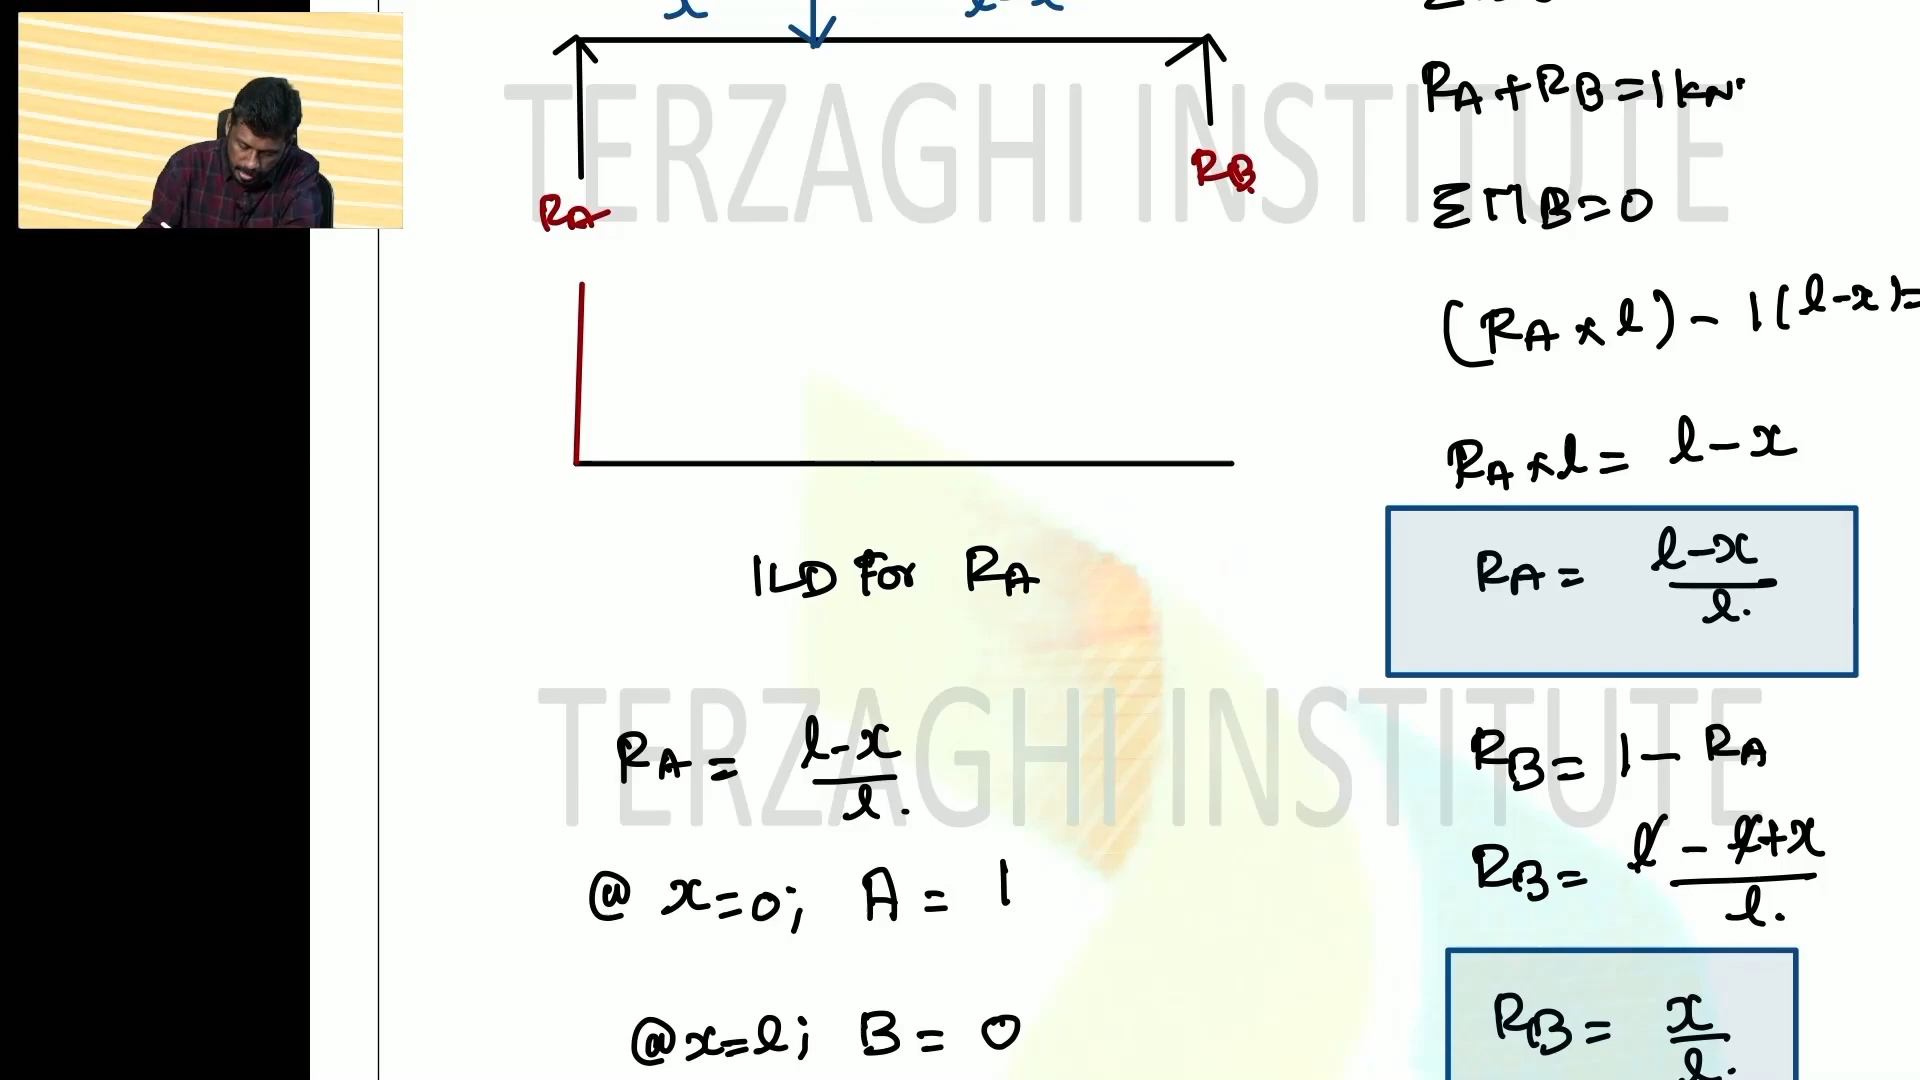 x l-x
RA RB
TERZAGHI INSTITUTE
ILD For RA
RA = l-x / l.
@ x=0; A = 1
@x=l; B = 0
RA+RB=1kN
ΣMB=0
(RA×l)-1(l-x)=
RA×l= l-x
RA= l-x / l.
TERZAGHI INSTITUTE
RB= 1- RA
RB= l-l+x / l.
RB= x / l.